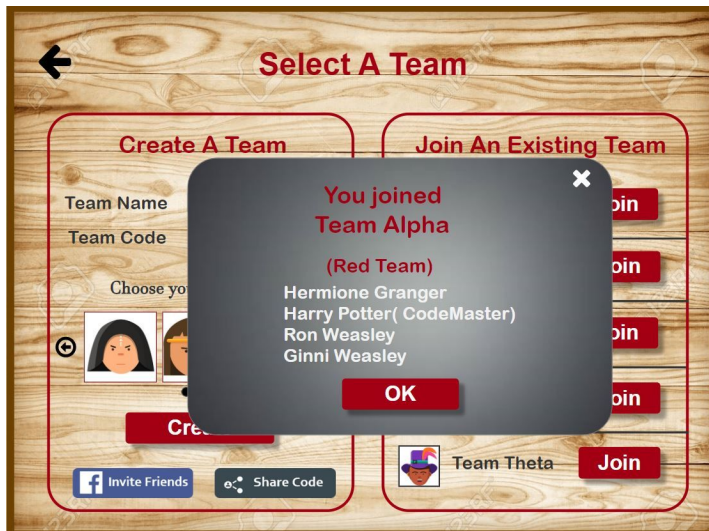 Select A Team
Create A Team
Team Name
Team Code
Choose yo
Cre
Invite Friends
Share Code
Join An Existing Team
oin
oin
oin
oin
Team Theta
Join
You joined
Team Alpha
(Red Team)
Hermione Granger
Harry Potter( CodeMaster)
Ron Weasley
Ginni Weasley
OK